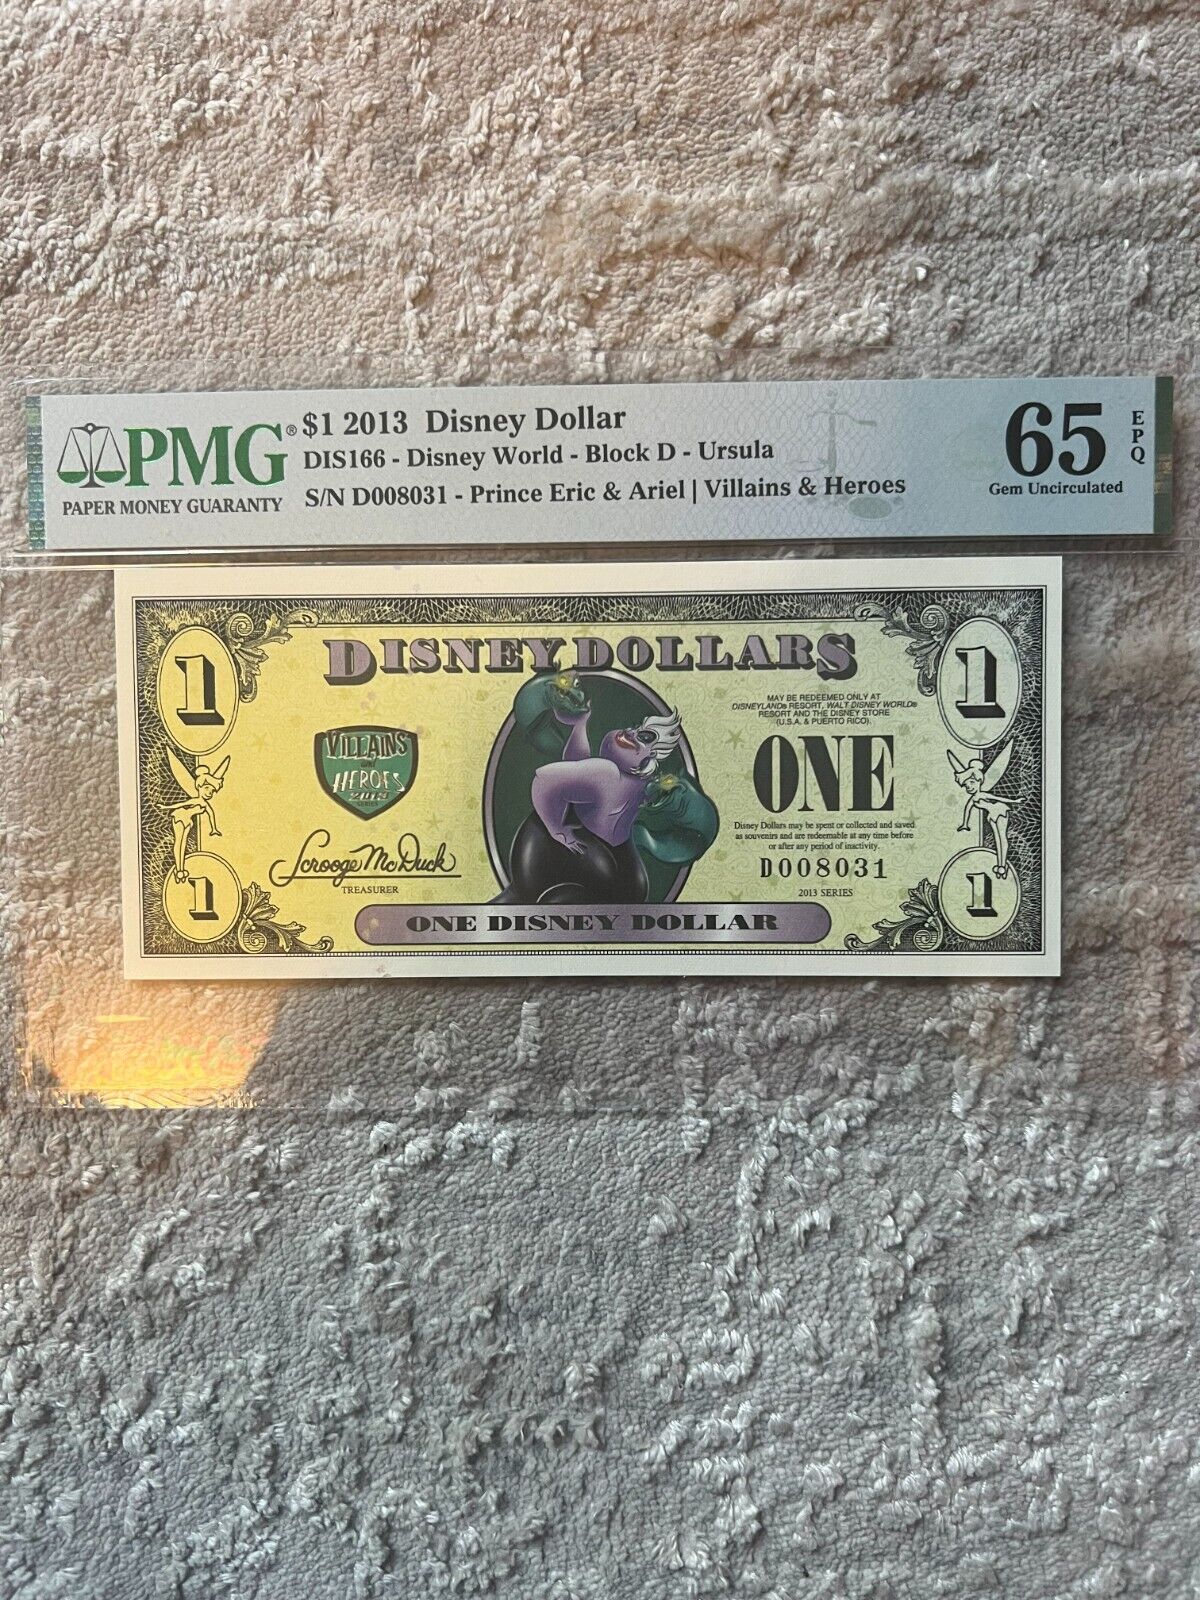 PMG®
PAPER MONEY GUARANTY
$1 2013 Disney Dollar
DIS166 - Disney World - Block D - Ursula
S/N D008031 - Prince Eric & Ariel | Villains & Heroes
65
EPQ
Gem Uncirculated
1
1
DISNEY DOLLARS
MAY BE REDEEMED ONLY AT
DISNEYLAND® RESORT, WALT DISNEY WORLD®
RESORT AND THE DISNEY STORE
(U.S.A. & PUERTO RICO).
VILLAINS
and
HEROES
2013
SERIES
ONE
Disney Dollars may be spent or collected and saved
as souvenirs and are redeemable at any time before
or after any period of inactivity.
D008031
2013 SERIES
Scrooge McDuck
TREASURER
1
1
ONE DISNEY DOLLAR